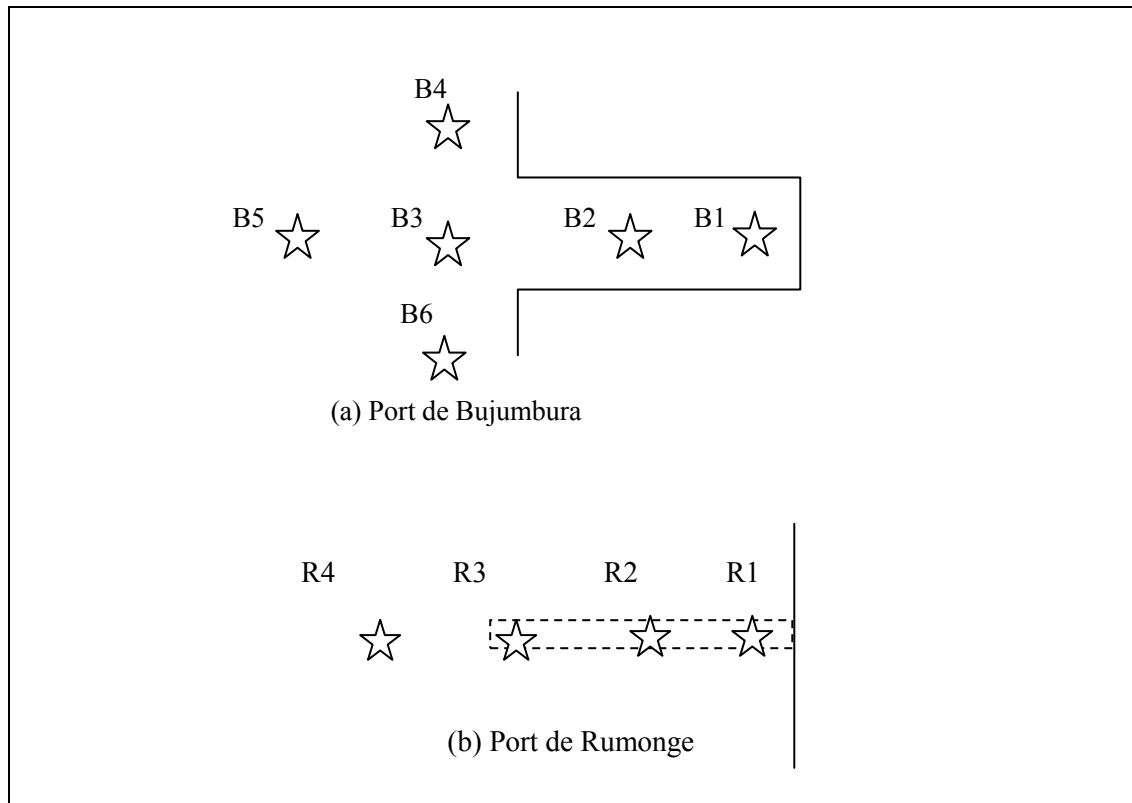 B4
B5 B3 B2 B1
B6
(a) Port de Bujumbura
R4 R3 R2 R1
(b) Port de Rumonge